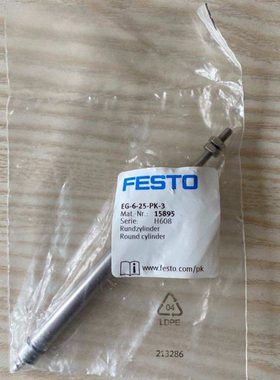 FESTO
EG-6-25-PK-3
Mat.-Nr.: 15895
Serie: H608
Rundzylinder
Round cylinder
www.festo.com/pk
04
LDPE
213286